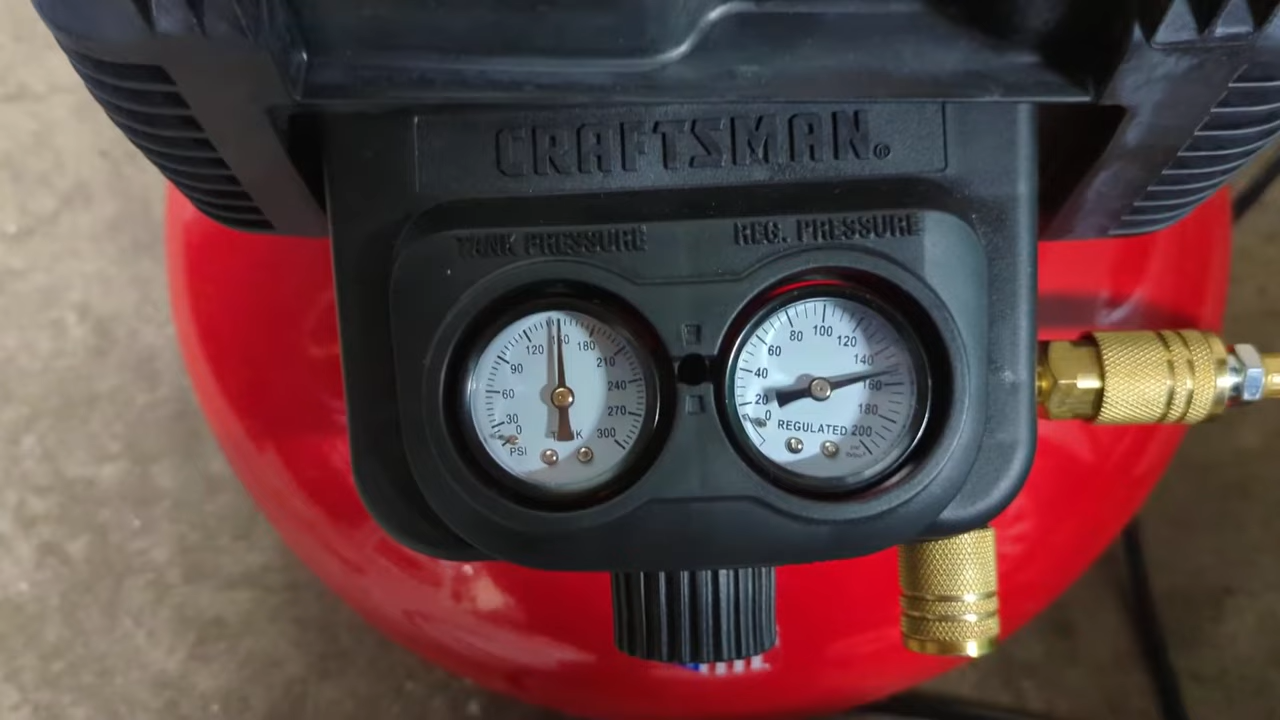 CRAFTSMAN®
TANK PRESSURE
REG. PRESSURE
0 30 60 90 120 150 180 210 240 270 300
TANK
PSI
0 20 40 60 80 100 120 140 160 180 200
REGULATED